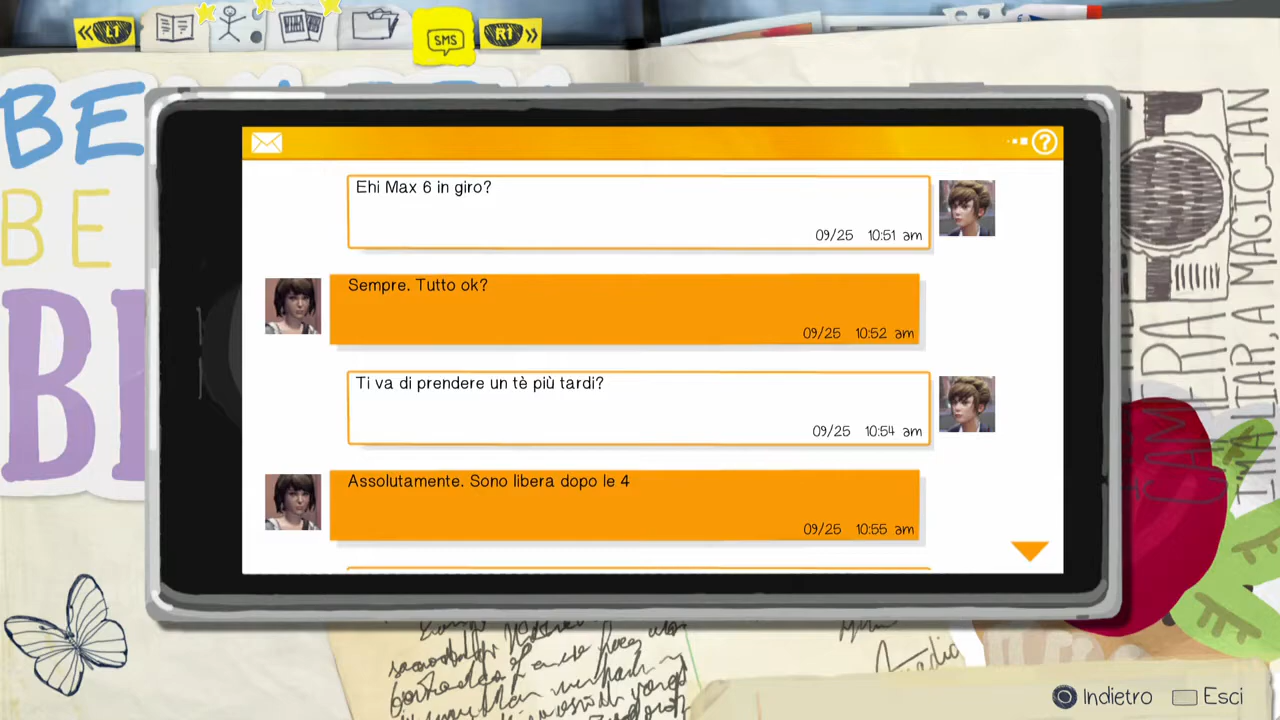 L1
SMS
R1
BE
BE
Ehi Max 6 in giro?
09/25 10:51 am
Sempre. Tutto ok?
09/25 10:52 am
Ti va di prendere un tè più tardi?
09/25 10:54 am
Assolutamente. Sono libera dopo le 4
09/25 10:55 am
CAMERA
LIAR, A MAGICIAN
Indietro
Esci